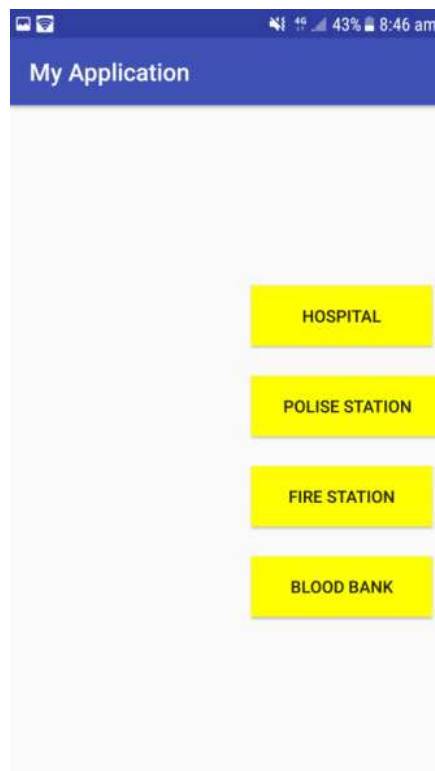 43% 8:46 am
My Application
HOSPITAL
POLISE STATION
FIRE STATION
BLOOD BANK